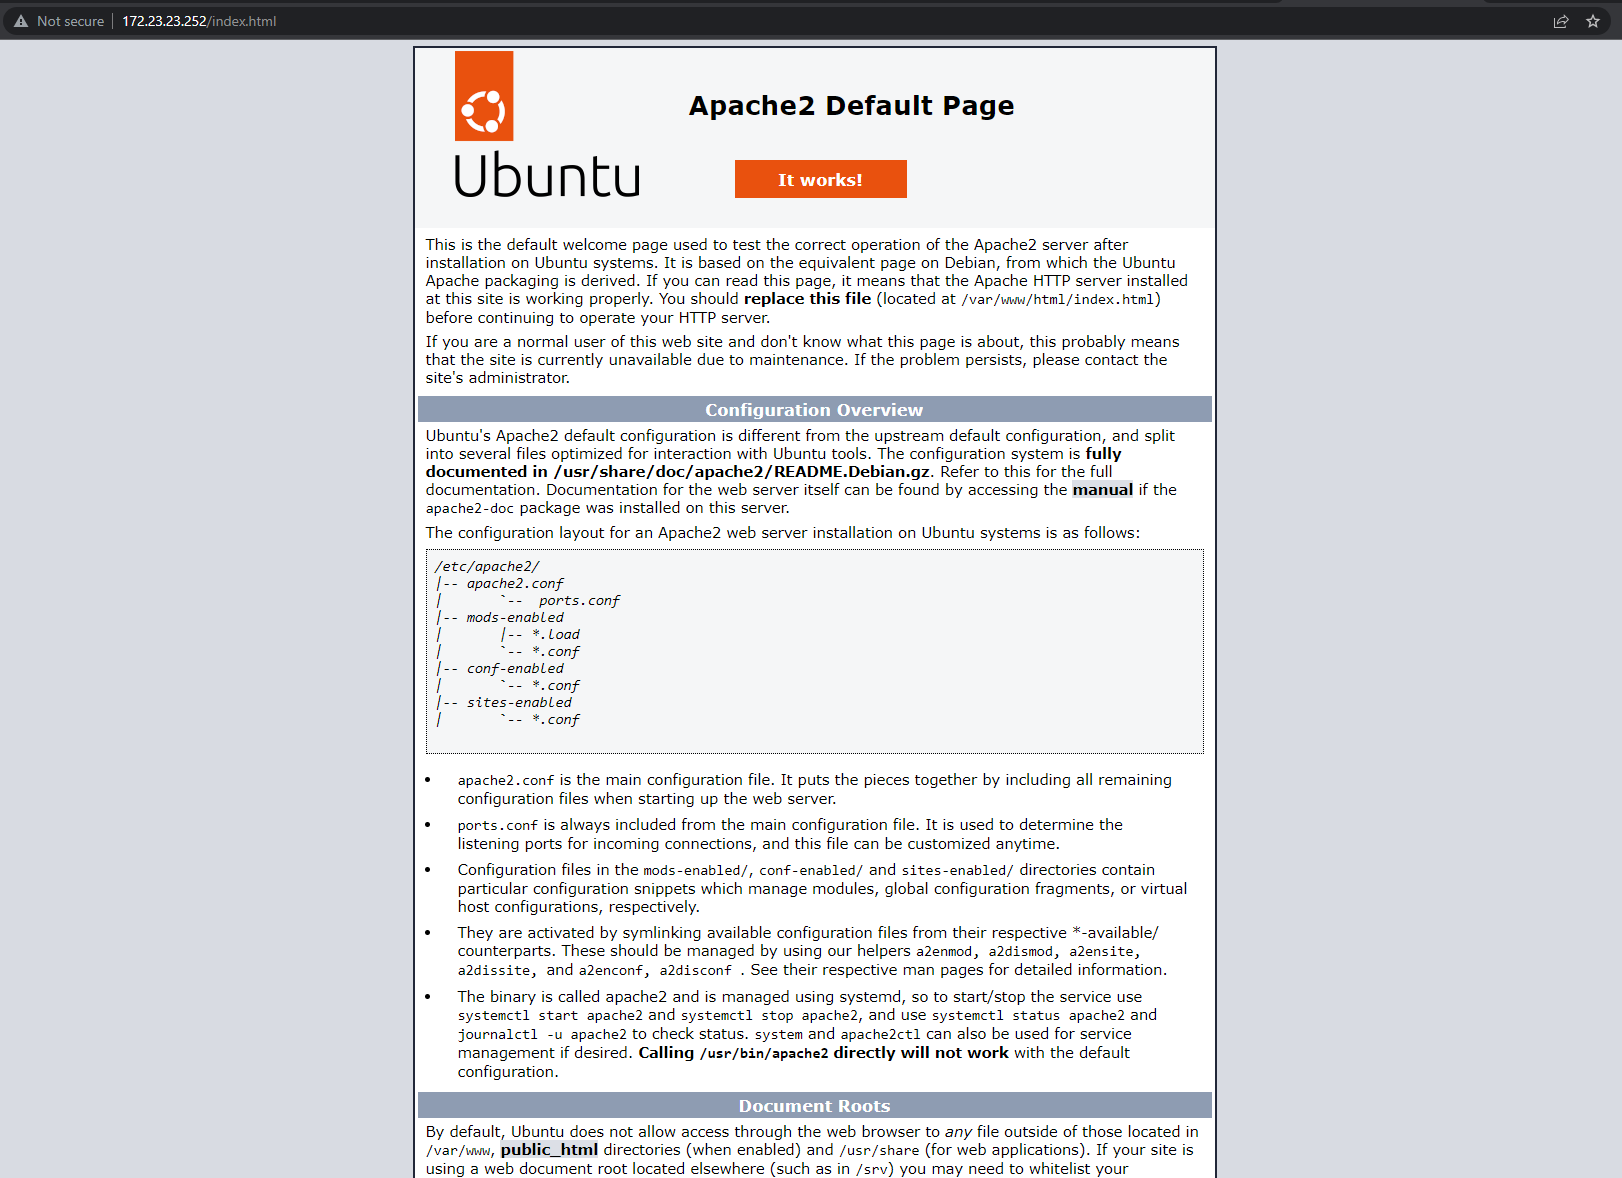 Not secure | 172.23.23.252/index.html
Apache2 Default Page
Ubuntu
It works!
This is the default welcome page used to test the correct operation of the Apache2 server after
installation on Ubuntu systems. It is based on the equivalent page on Debian, from which the Ubuntu
Apache packaging is derived. If you can read this page, it means that the Apache HTTP server installed
at this site is working properly. You should replace this file (located at /var/www/html/index.html)
before continuing to operate your HTTP server.
If you are a normal user of this web site and don't know what this page is about, this probably means
that the site is currently unavailable due to maintenance. If the problem persists, please contact the
site's administrator.
Configuration Overview
Ubuntu's Apache2 default configuration is different from the upstream default configuration, and split
into several files optimized for interaction with Ubuntu tools. The configuration system is fully
documented in /usr/share/doc/apache2/README.Debian.gz. Refer to this for the full
documentation. Documentation for the web server itself can be found by accessing the manual if the
apache2-doc package was installed on this server.
The configuration layout for an Apache2 web server installation on Ubuntu systems is as follows:
/etc/apache2/
|-- apache2.conf
|       `--  ports.conf
|-- mods-enabled
|       |-- *.load
|       `-- *.conf
|-- conf-enabled
|       `-- *.conf
|-- sites-enabled
|       `-- *.conf
• apache2.conf is the main configuration file. It puts the pieces together by including all remaining
configuration files when starting up the web server.
• ports.conf is always included from the main configuration file. It is used to determine the
listening ports for incoming connections, and this file can be customized anytime.
• Configuration files in the mods-enabled/, conf-enabled/ and sites-enabled/ directories contain
particular configuration snippets which manage modules, global configuration fragments, or virtual
host configurations, respectively.
• They are activated by symlinking available configuration files from their respective *-available/
counterparts. These should be managed by using our helpers a2enmod, a2dismod, a2ensite,
a2dissite, and a2enconf, a2disconf . See their respective man pages for detailed information.
• The binary is called apache2 and is managed using systemd, so to start/stop the service use
systemctl start apache2 and systemctl stop apache2, and use systemctl status apache2 and
journalctl -u apache2 to check status. system and apache2ctl can also be used for service
management if desired. Calling /usr/bin/apache2 directly will not work with the default
configuration.
Document Roots
By default, Ubuntu does not allow access through the web browser to any file outside of those located in
/var/www, public_html directories (when enabled) and /usr/share (for web applications). If your site is
using a web document root located elsewhere (such as in /srv) you may need to whitelist your